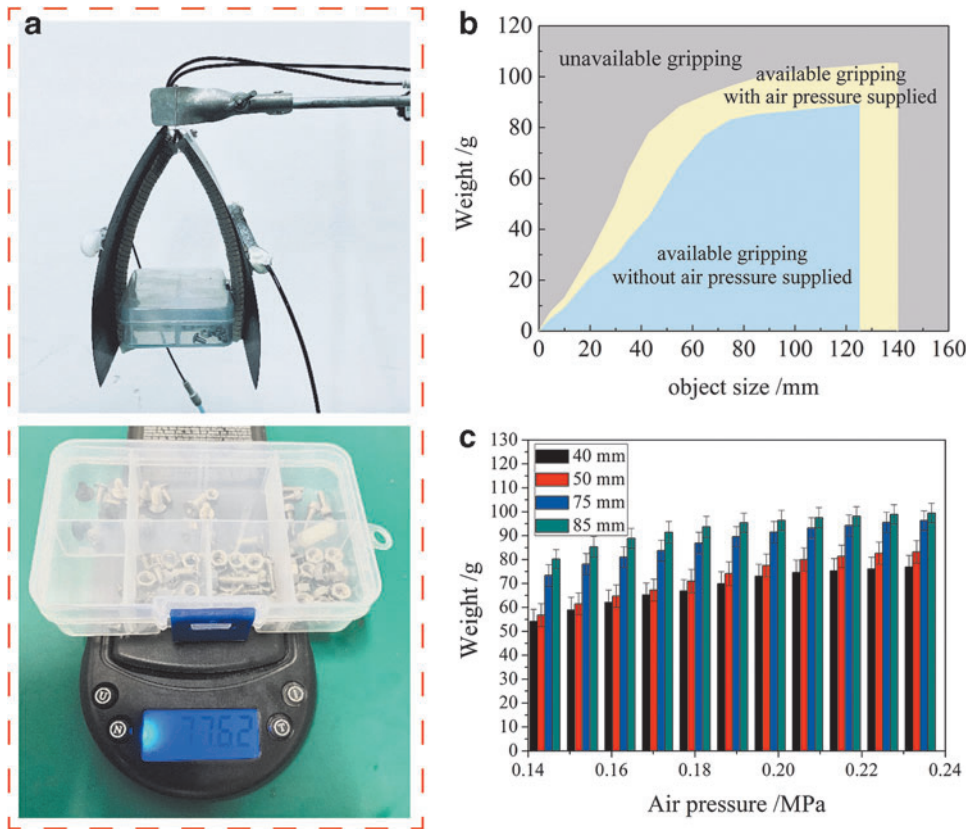 a
U
I
N
T
77.62
b
120
100
80
60
40
20
0
Weight /g
unavailable gripping
available gripping
with air pressure supplied
available gripping
without air pressure supplied
0 20 40 60 80 100 120 140 160
object size /mm
c
130
120
110
100
90
80
70
60
50
40
30
20
10
0
Weight /g
40 mm
50 mm
75 mm
85 mm
0.14 0.16 0.18 0.20 0.22 0.24
Air pressure /MPa